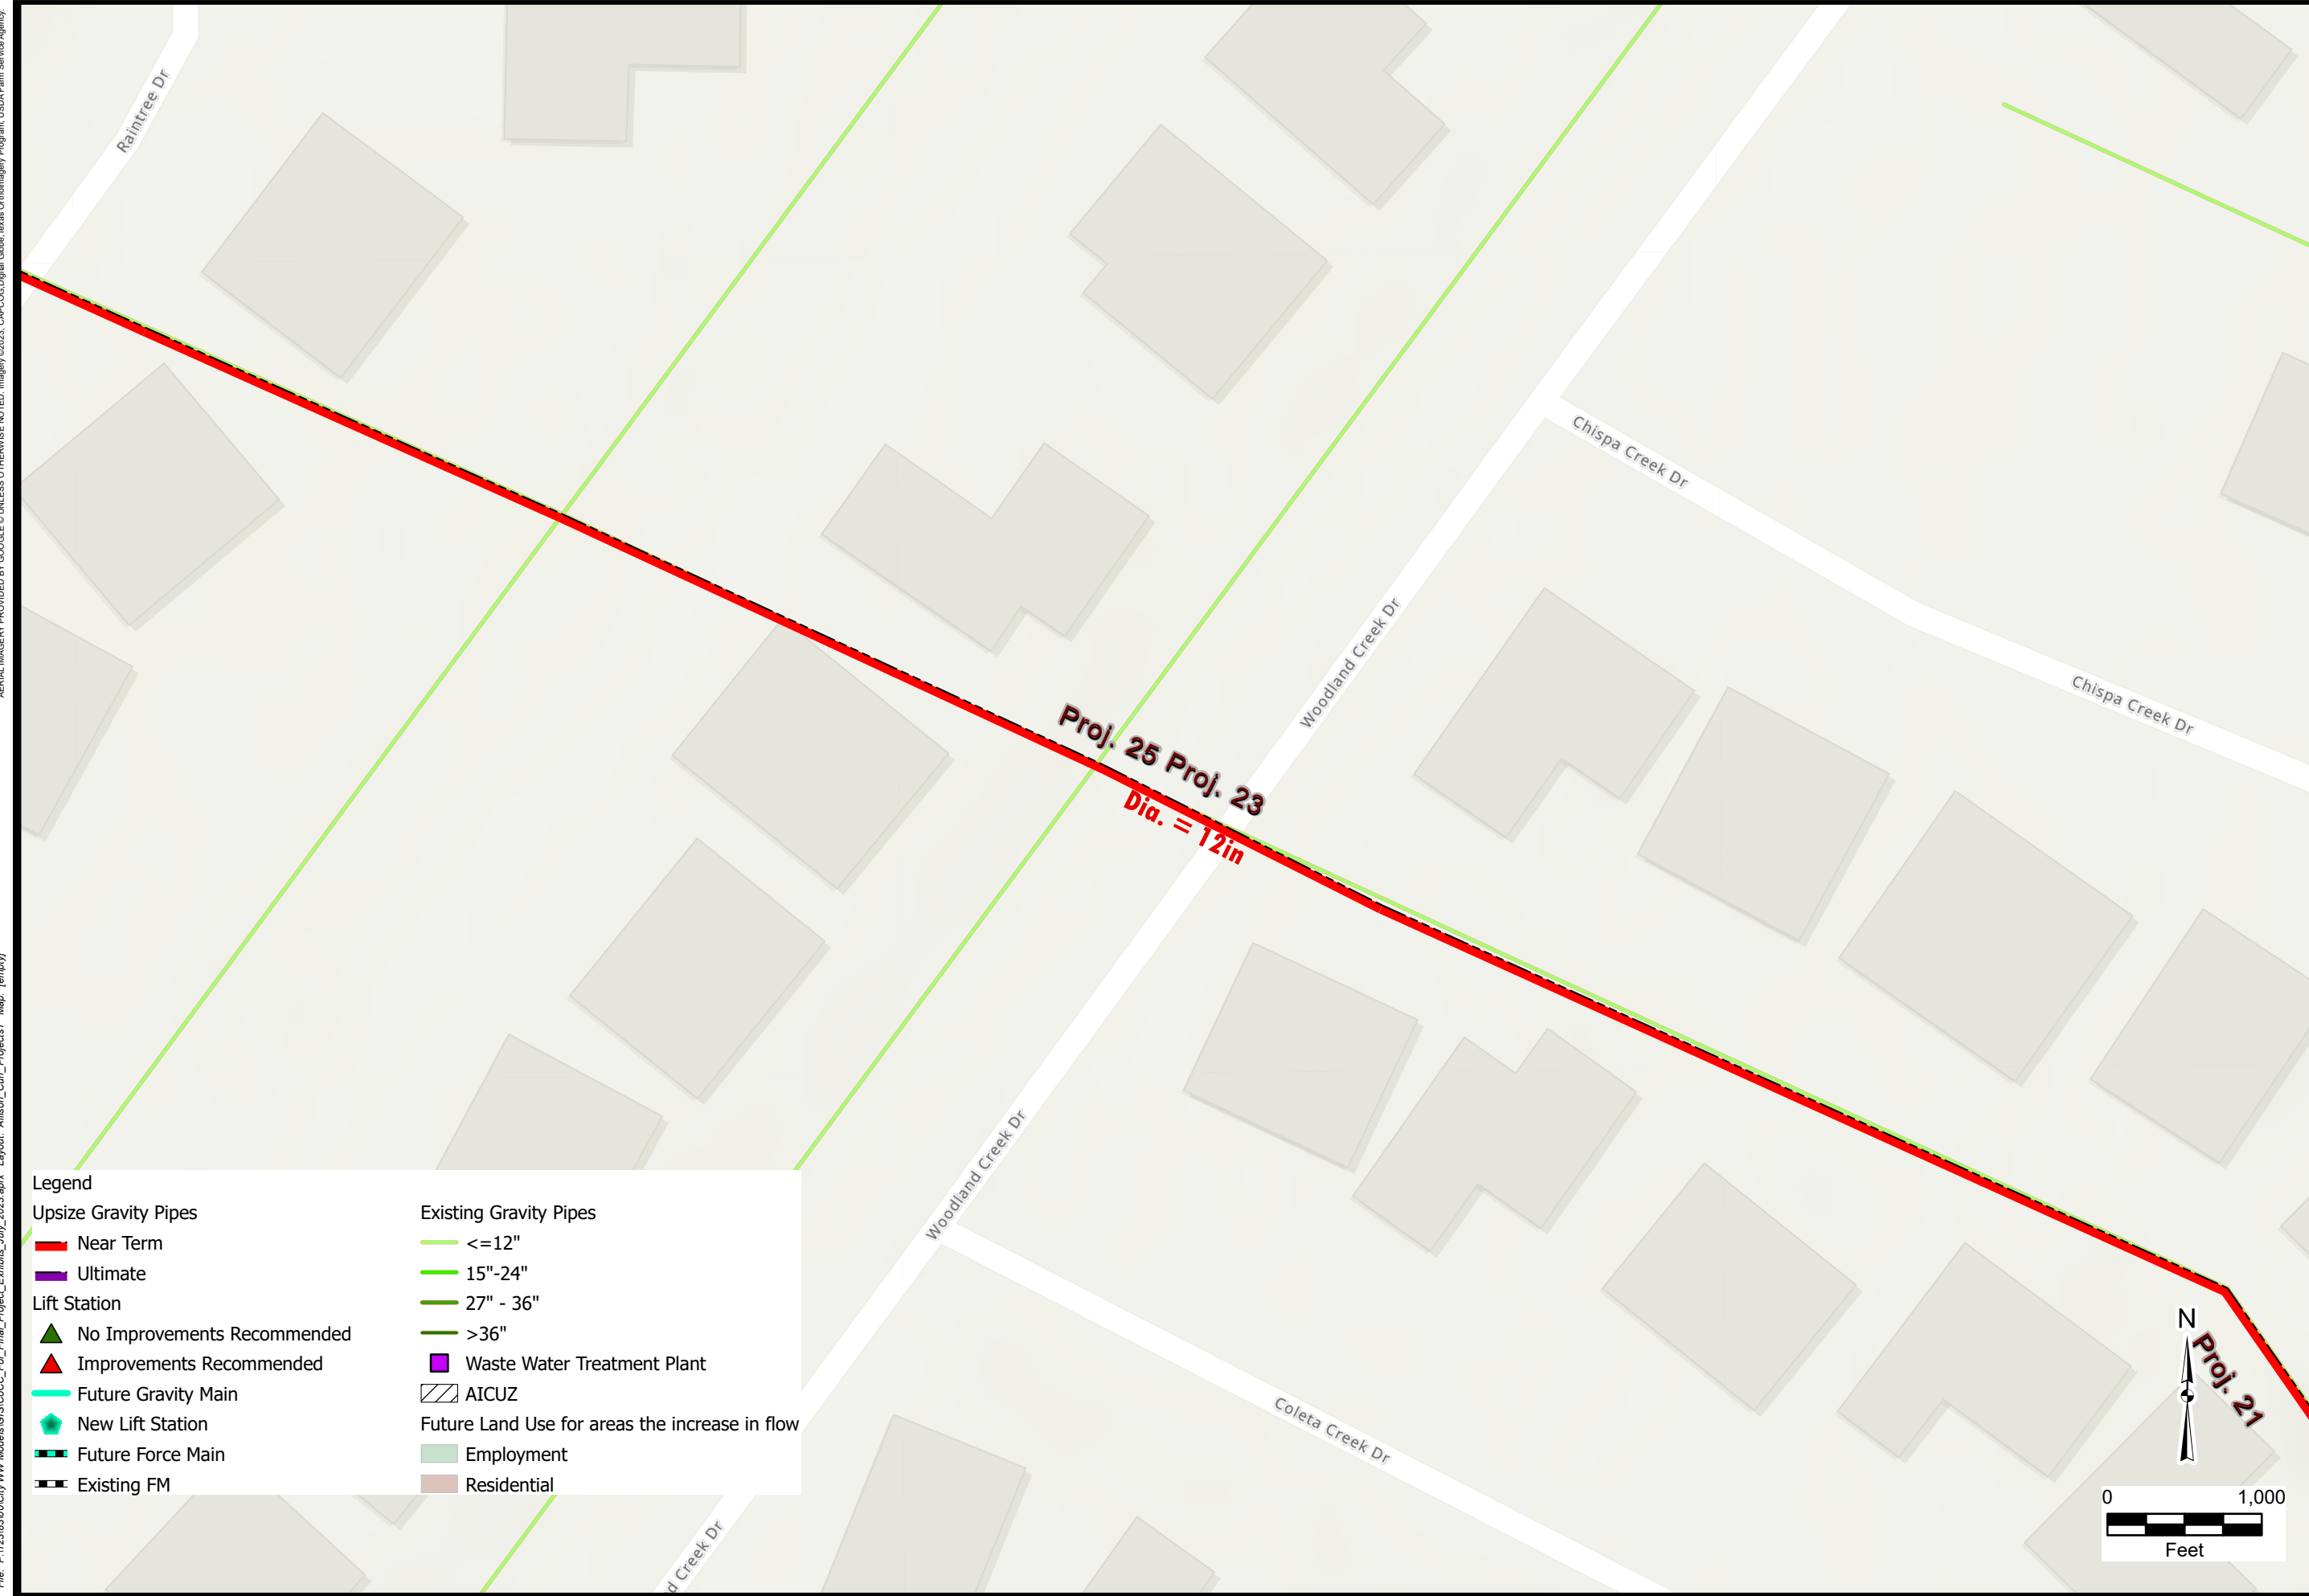 Raintree Dr
Chispa Creek Dr
Woodland Creek Dr
Chispa Creek Dr
Proj. 25 Proj. 23
Dia. = 12in
Woodland Creek Dr
Coleta Creek Dr
d Creek Dr
Proj. 21
N
0 1,000
Feet
Legend
Upsize Gravity Pipes
Near Term
Ultimate
Lift Station
No Improvements Recommended
Improvements Recommended
Future Gravity Main
New Lift Station
Future Force Main
Existing FM
Existing Gravity Pipes
<=12"
15"-24"
27" - 36"
>36"
Waste Water Treatment Plant
AICUZ
Future Land Use for areas the increase in flow
Employment
Residential